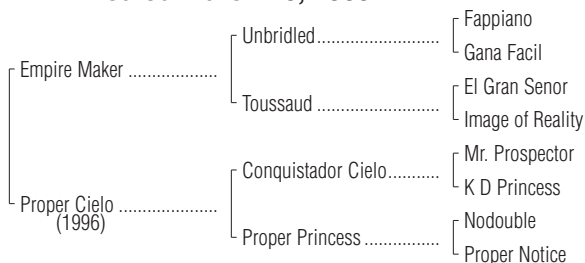 Fappiano
Unbridled
Gana Facil
Empire Maker
El Gran Senor
Toussaud
Image of Reality
Mr. Prospector
Conquistador Cielo
K D Princess
Proper Cielo
(1996)
Nodouble
Proper Princess
Proper Notice